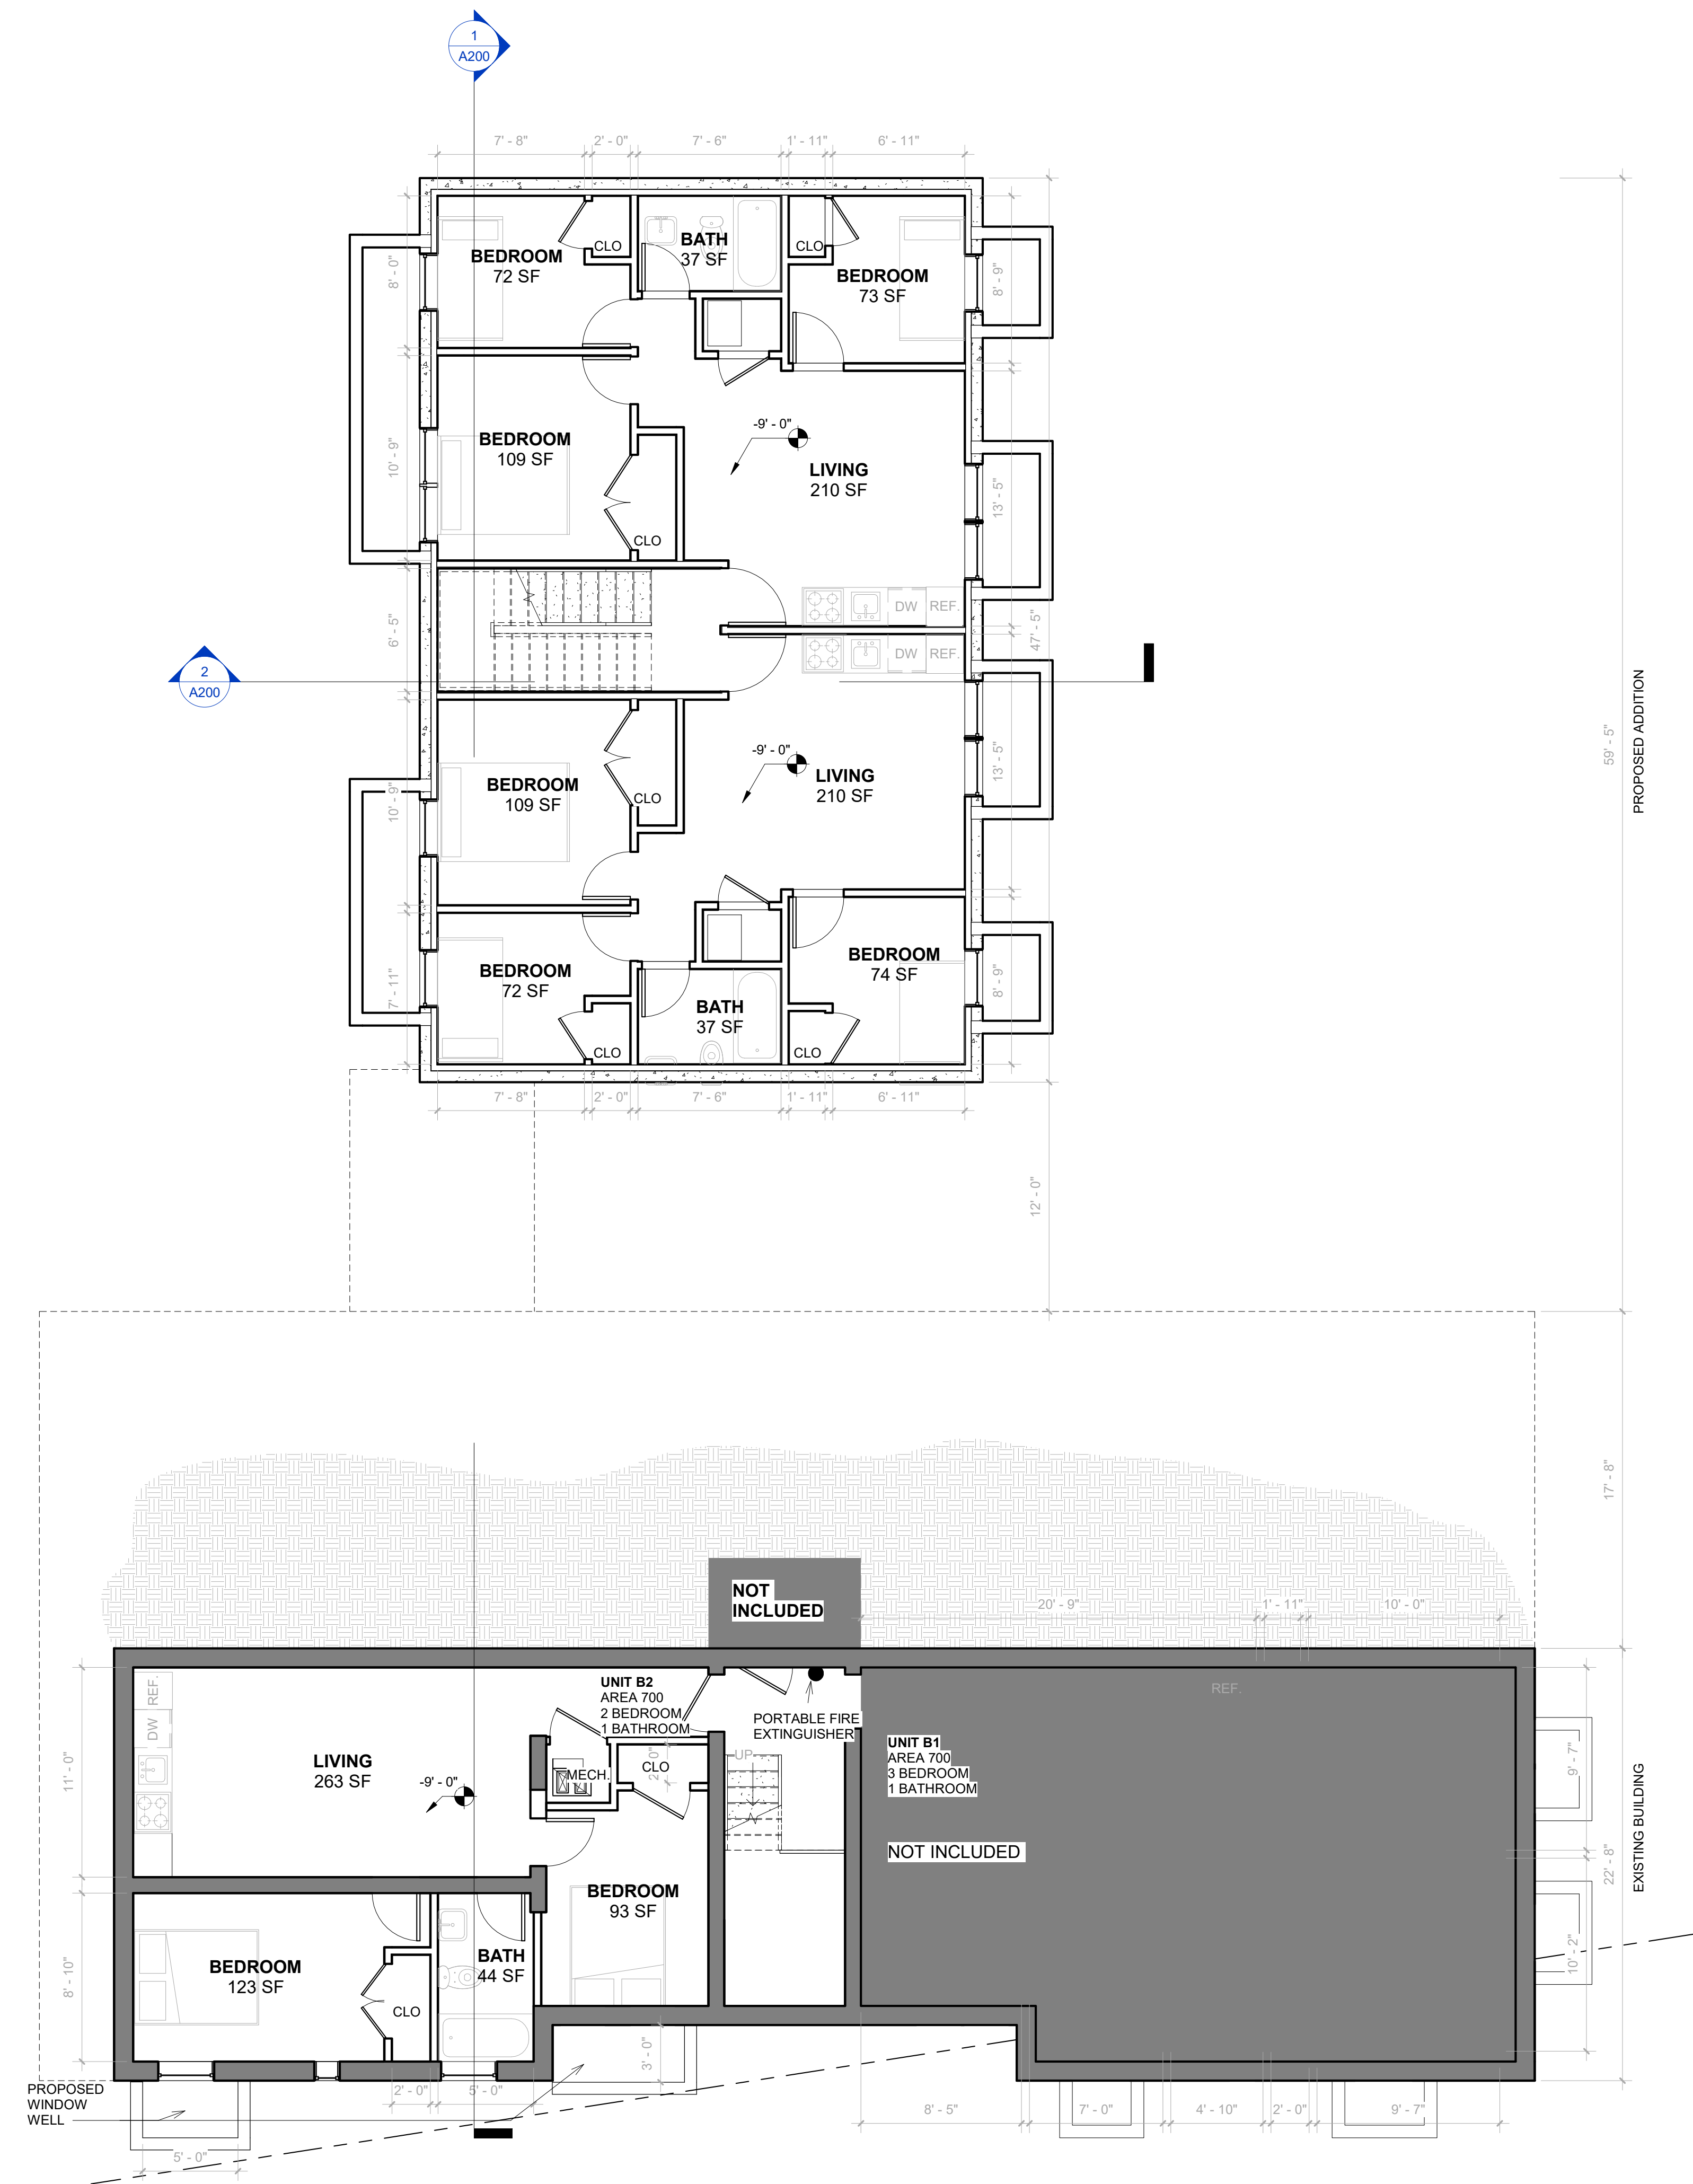 1
A200
7' - 8"
2' - 0"
7' - 6"
1' - 11"
6' - 11"
8' - 0"
BEDROOM
72 SF
CLO
BATH
37 SF
CLO
BEDROOM
73 SF
8' - 9"
10' - 9"
BEDROOM
109 SF
CLO
-9' - 0"
LIVING
210 SF
13' - 5"
6' - 5"
DW
REF.
DW
REF.
47' - 5"
2
A200
59' - 5"
PROPOSED ADDITION
10' - 9"
BEDROOM
109 SF
CLO
-9' - 0"
LIVING
210 SF
13' - 5"
7' - 11"
BEDROOM
72 SF
CLO
BATH
37 SF
CLO
BEDROOM
74 SF
8' - 9"
7' - 8"
2' - 0"
7' - 6"
1' - 11"
6' - 11"
12' - 0"
17' - 8"
NOT
INCLUDED
20' - 9"
1' - 11"
10' - 0"
REF.
DW
REF.
UNIT B2
AREA 700
2 BEDROOM
1 BATHROOM
PORTABLE FIRE
EXTINGUISHER
UNIT B1
AREA 700
3 BEDROOM
1 BATHROOM
NOT INCLUDED
11' - 0"
LIVING
263 SF
-9' - 0"
MECH.
CLO
UP
9' - 7"
22' - 8"
EXISTING BUILDING
BEDROOM
93 SF
8' - 10"
BEDROOM
123 SF
CLO
BATH
44 SF
10' - 2"
3' - 0"
PROPOSED
WINDOW
WELL
2' - 0"
5' - 0"
5' - 0"
8' - 5"
7' - 0"
4' - 10"
2' - 0"
9' - 7"